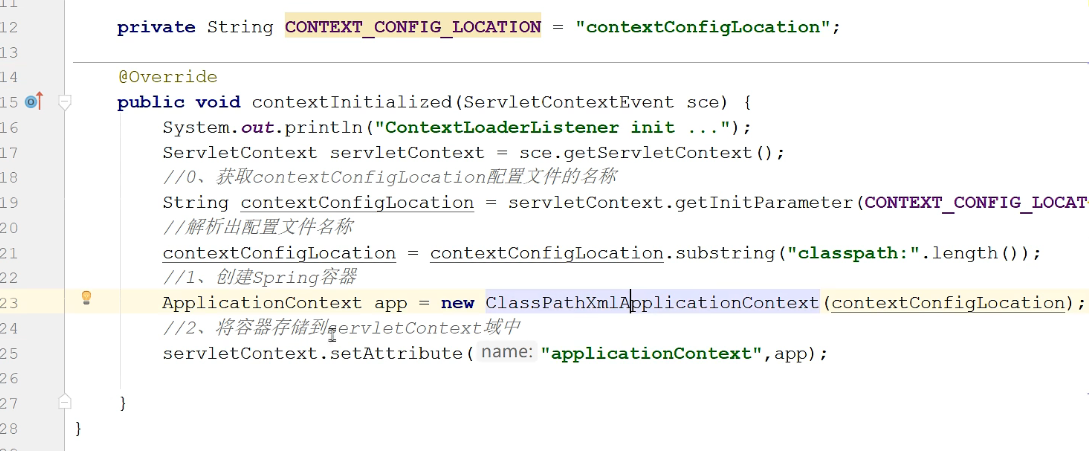 11
12 private String CONTEXT_CONFIG_LOCATION = "contextConfigLocation";
13
14 @Override
15 public void contextInitialized(ServletContextEvent sce) {
16 System.out.println("ContextLoaderListener init ...");
17 ServletContext servletContext = sce.getServletContext();
18 //0、获取contextConfigLocation配置文件的名称
19 String contextConfigLocation = servletContext.getInitParameter(CONTEXT_CONFIG_LOCAT
20 //解析出配置文件名称
21 contextConfigLocation = contextConfigLocation.substring("classpath:".length());
22 //1、创建Spring容器
23 ApplicationContext app = new ClassPathXmlApplicationContext(contextConfigLocation);
24 //2、将容器存储到servletContext域中
25 servletContext.setAttribute( name: "applicationContext",app);
26
27 }
28 }